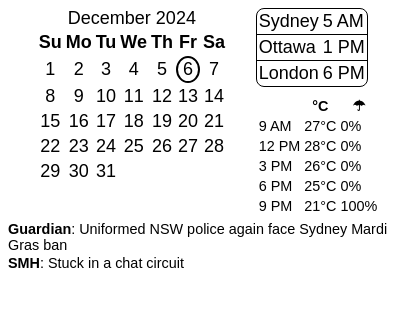 December 2024
Su Mo Tu We Th Fr Sa
1 2 3 4 5 6 7
8 9 10 11 12 13 14
15 16 17 18 19 20 21
22 23 24 25 26 27 28
29 30 31
Sydney 5 AM
Ottawa 1 PM
London 6 PM
°C ☂
9 AM 27°C 0%
12 PM 28°C 0%
3 PM 26°C 0%
6 PM 25°C 0%
9 PM 21°C 100%
Guardian: Uniformed NSW police again face Sydney Mardi
Gras ban
SMH: Stuck in a chat circuit